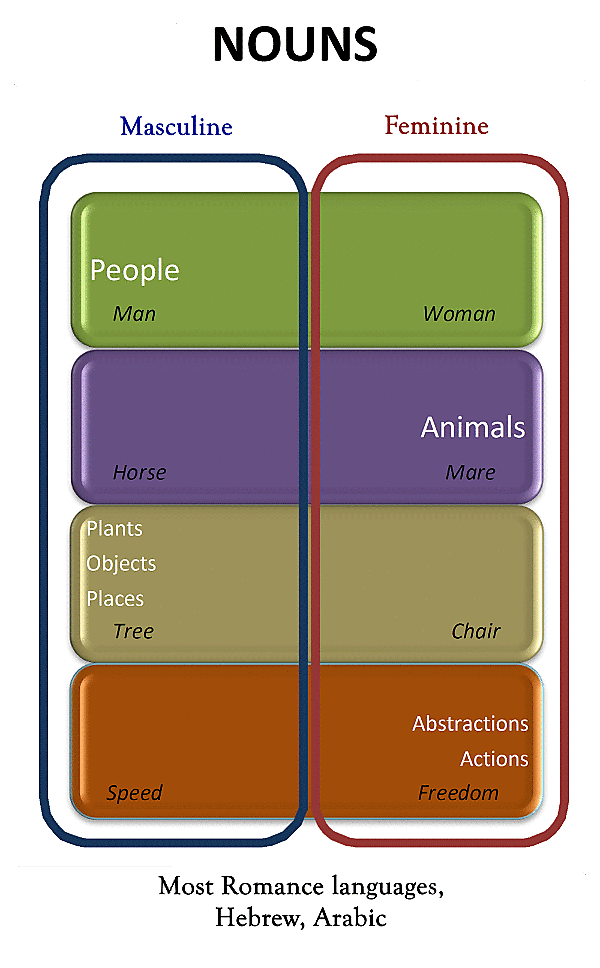 NOUNS
Masculine
Feminine
People
Man
Woman
Animals
Horse
Mare
Plants
Objects
Places
Tree
Chair
Abstractions
Actions
Speed
Freedom
Most Romance languages,
Hebrew, Arabic